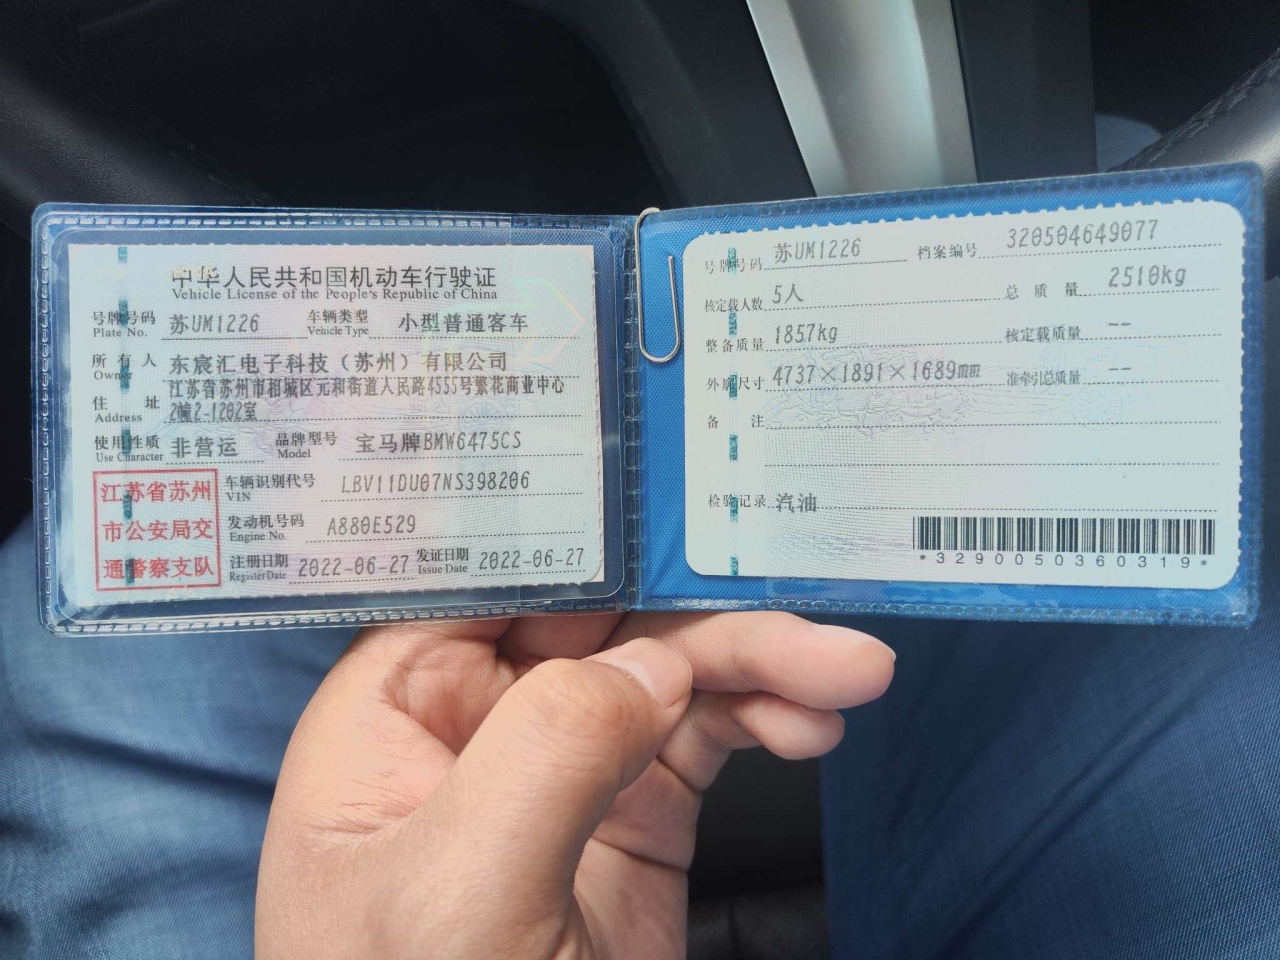 中华人民共和国机动车行驶证
Vehicle License of the People's Republic of China
号牌号码 苏UM1226 车辆类型 小型普通客车
Plate No. Vehicle Type
所有人 东宸汇电子科技（苏州）有限公司
Owner
住址 江苏省苏州市相城区元和街道人民路4555号繁花商业中心
Address 2幢2-1202室
使用性质 非营运 品牌型号 宝马牌BMW6475CS
Use Character Model
江苏省苏州
市公安局交
通警察支队
车辆识别代号 LBV11DU07NS398206
VIN
发动机号码 A880E529
Engine No.
注册日期 2022-06-27 发证日期 2022-06-27
Register Date Issue Date
号牌号码 苏UM1226 档案编号 320504649077
核定载人数 5人 总质量 2510kg
整备质量 1857kg 核定载质量 --
外廓尺寸 4737×1891×1689mm 准牵引总质量 --
备注
检验记录 汽油
*3290050360319*